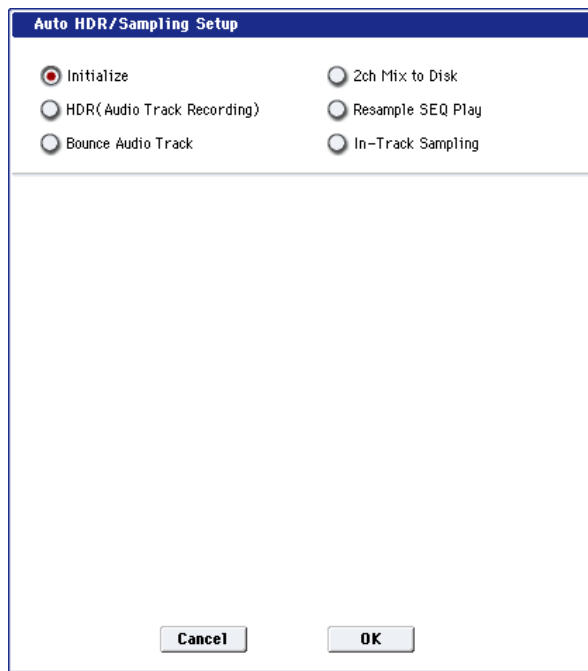 Auto HDR/Sampling Setup
Initialize
2ch Mix to Disk
HDR(Audio Track Recording)
Resample SEQ Play
Bounce Audio Track
In-Track Sampling
Cancel
OK